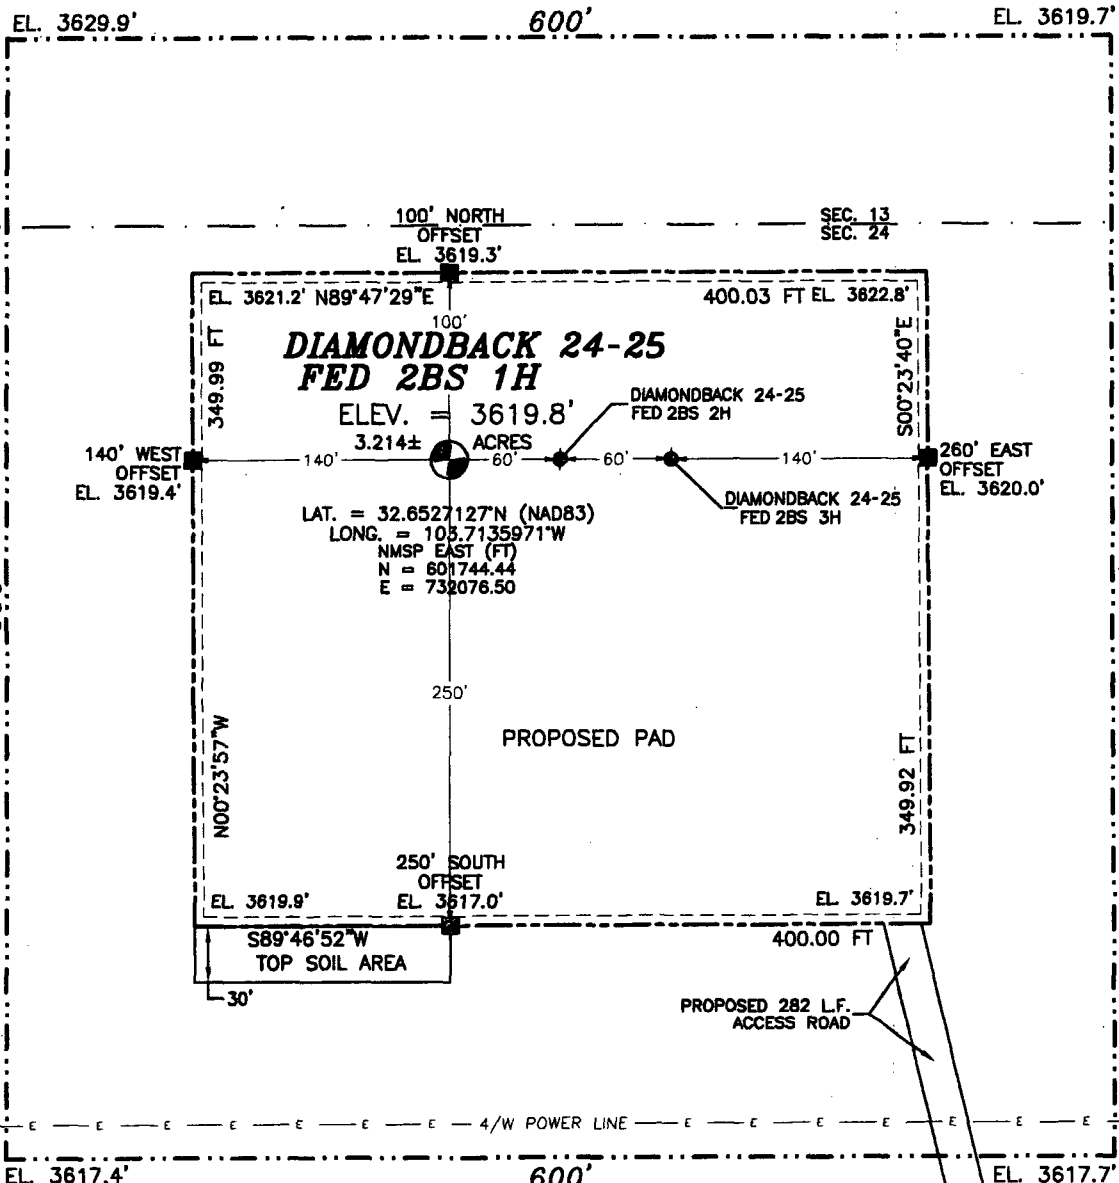 EL. 3629.9'
600'
EL. 3619.7'
100' NORTH
OFFSET
EL. 3619.3'
SEC. 13
SEC. 24
EL. 3621.2' N89°47'29"E
400.03 FT EL. 3622.8'
349.99 FT
100'
S00°23'40"E
DIAMONDBACK 24-25
FED 2BS 1H
ELEV. = 3619.8'
3.214± ACRES
DIAMONDBACK 24-25
FED 2BS 2H
140' WEST
OFFSET
EL. 3619.4'
140'
60'
60'
140'
260' EAST
OFFSET
EL. 3620.0'
DIAMONDBACK 24-25
FED 2BS 3H
LAT. = 32.6527127°N (NAD83)
LONG. = 103.7135971°W
NMSP EAST (FT)
N = 601744.44
E = 732076.50
250'
PROPOSED PAD
N00°23'57"W
349.92 FT
250' SOUTH
OFFSET
EL. 3617.0'
EL. 3619.9'
EL. 3619.7'
S89°46'52"W
400.00 FT
TOP SOIL AREA
30'
PROPOSED 282 L.F.
ACCESS ROAD
E E E E E E E 4/W POWER LINE E E E E E E E
EL. 3617.4'
600'
EL. 3617.7'